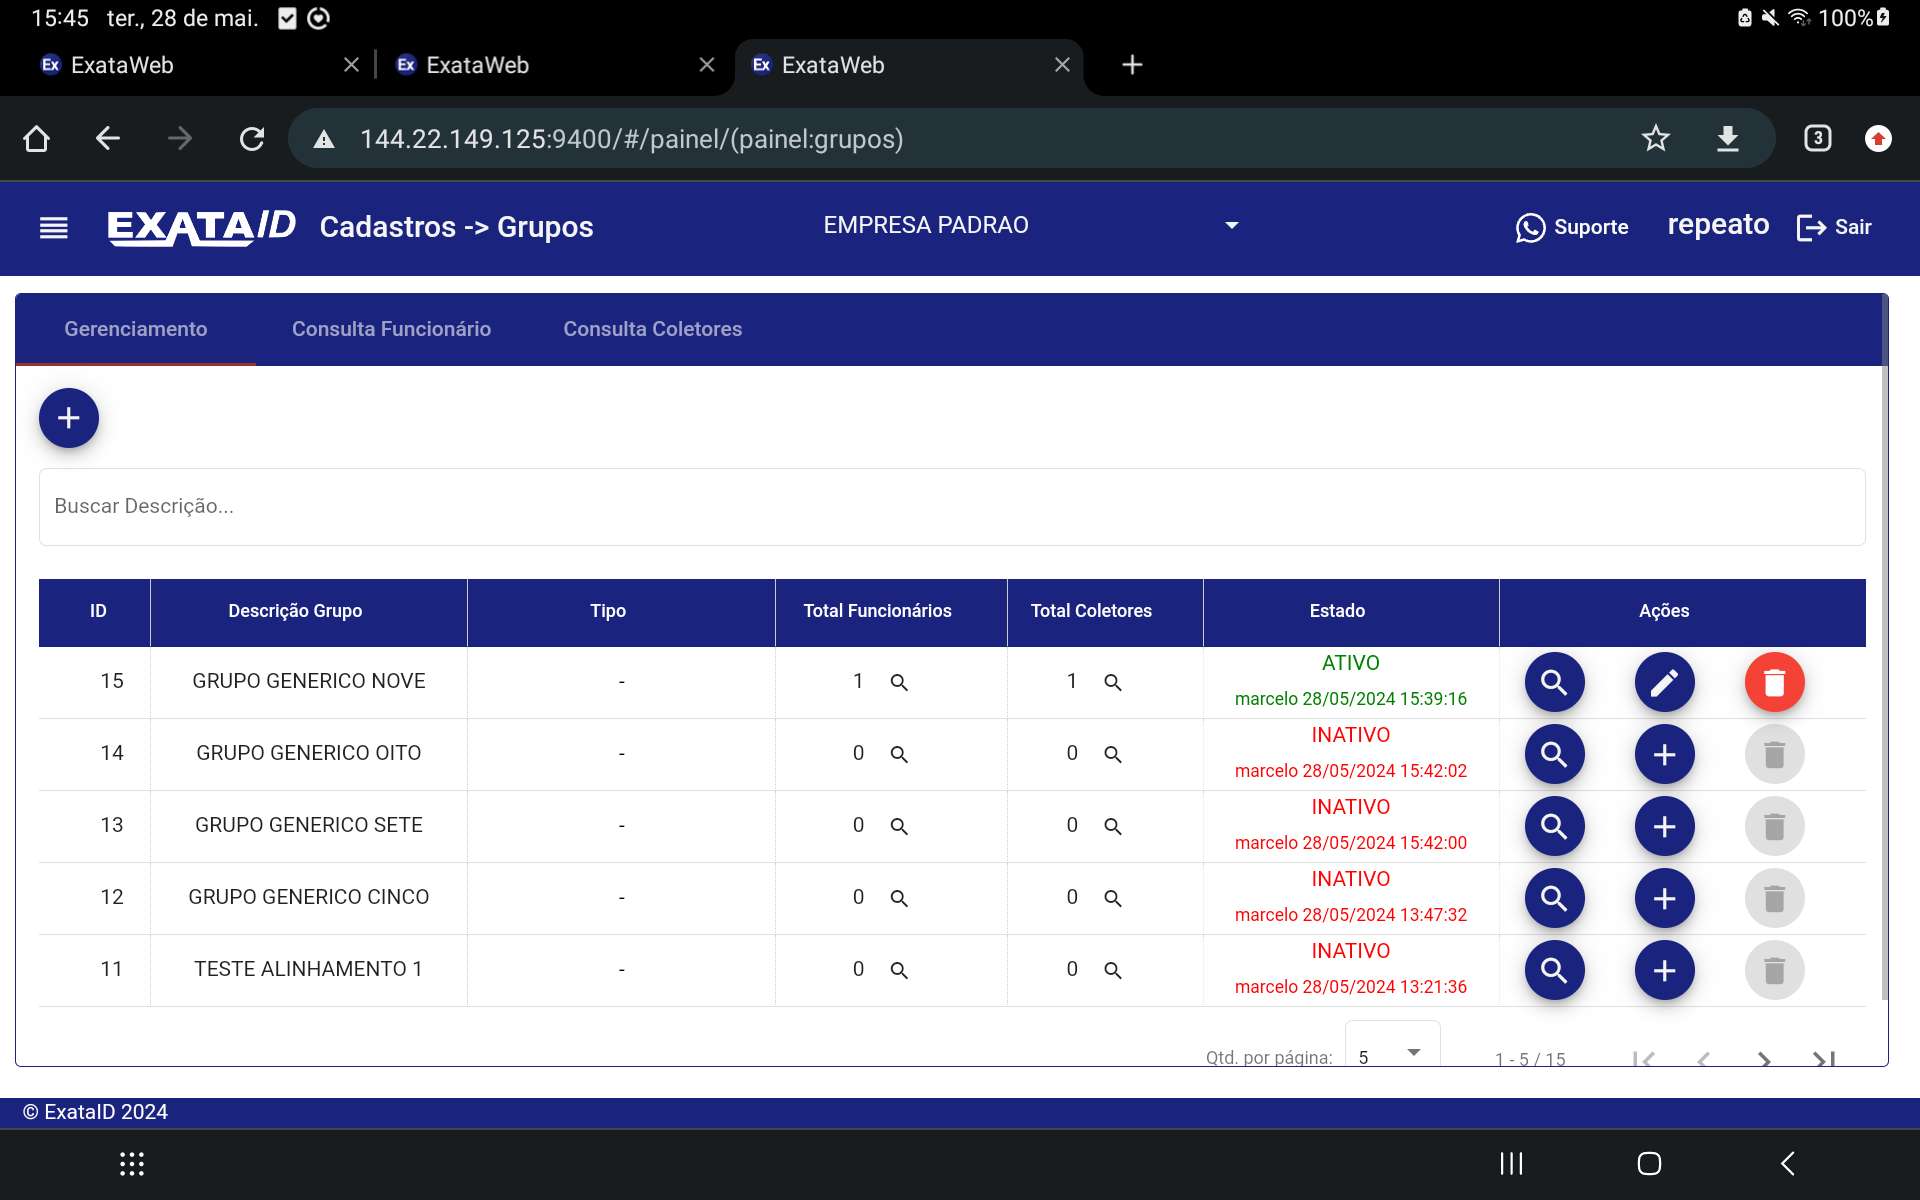 15:45 ter., 28 de mai. 100%
Ex ExataWeb Ex ExataWeb Ex ExataWeb
144.22.149.125:9400/#/painel/(painel:grupos) 3
EXATAID Cadastros -> Grupos EMPRESA PADRAO Suporte repeato Sair
Gerenciamento Consulta Funcionário Consulta Coletores
Buscar Descrição...
ID Descrição Grupo Tipo Total Funcionários Total Coletores Estado Ações
15 GRUPO GENERICO NOVE - 1 1 ATIVO
marcelo 28/05/2024 15:39:16
14 GRUPO GENERICO OITO - 0 0 INATIVO
marcelo 28/05/2024 15:42:02
13 GRUPO GENERICO SETE - 0 0 INATIVO
marcelo 28/05/2024 15:42:00
12 GRUPO GENERICO CINCO - 0 0 INATIVO
marcelo 28/05/2024 13:47:32
11 TESTE ALINHAMENTO 1 - 0 0 INATIVO
marcelo 28/05/2024 13:21:36
Qtd. por página: 5 1 - 5 / 15
© ExataID 2024